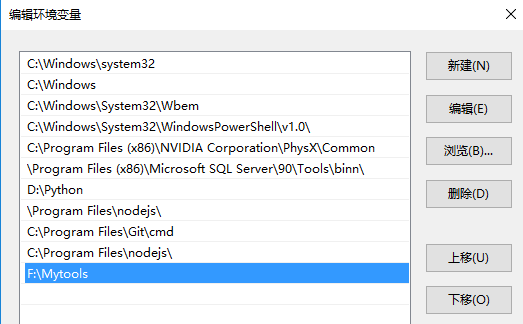 编辑环境变量
C:\Windows\system32
C:\Windows
C:\Windows\System32\Wbem
C:\Windows\System32\WindowsPowerShell\v1.0\
C:\Program Files (x86)\NVIDIA Corporation\PhysX\Common
\Program Files (x86)\Microsoft SQL Server\90\Tools\binn\
D:\Python
\Program Files\nodejs\
C:\Program Files\Git\cmd
C:\Program Files\nodejs\
F:\Mytools
新建(N)
编辑(E)
浏览(B)...
删除(D)
上移(U)
下移(O)